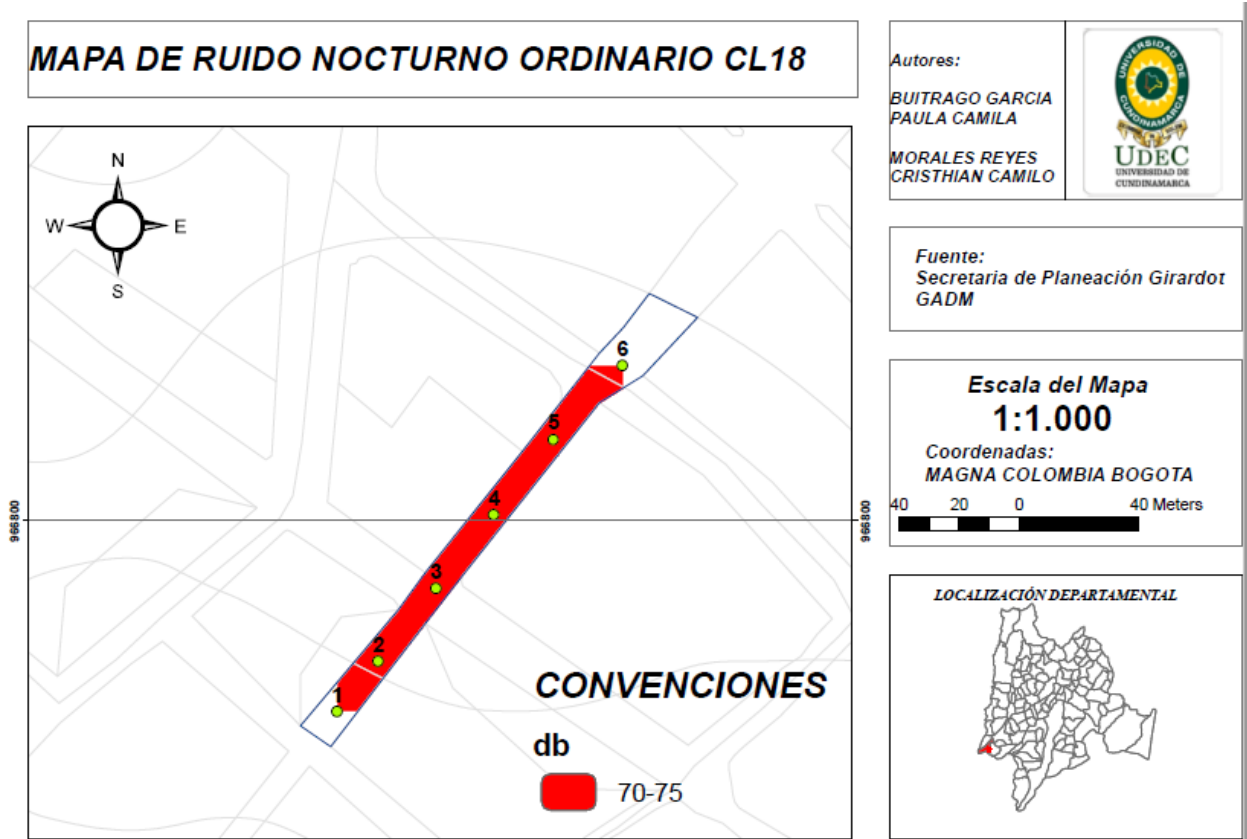 MAPA DE RUIDO NOCTURNO ORDINARIO CL18
N
W
E
S
6
5
4
3
2
1
966800
966800
CONVENCIONES
db
70-75
Autores:
BUITRAGO GARCIA
PAULA CAMILA
MORALES REYES
CRISTHIAN CAMILO
UNIVERSIDAD DE
CUNDINAMARCA
UDEC
UNIVERSIDAD DE
CUNDINAMARCA
Fuente:
Secretaria de Planeación Girardot
GADM
Escala del Mapa
1:1.000
Coordenadas:
MAGNA COLOMBIA BOGOTA
40 20 0 40 Meters
LOCALIZACIÓN DEPARTAMENTAL